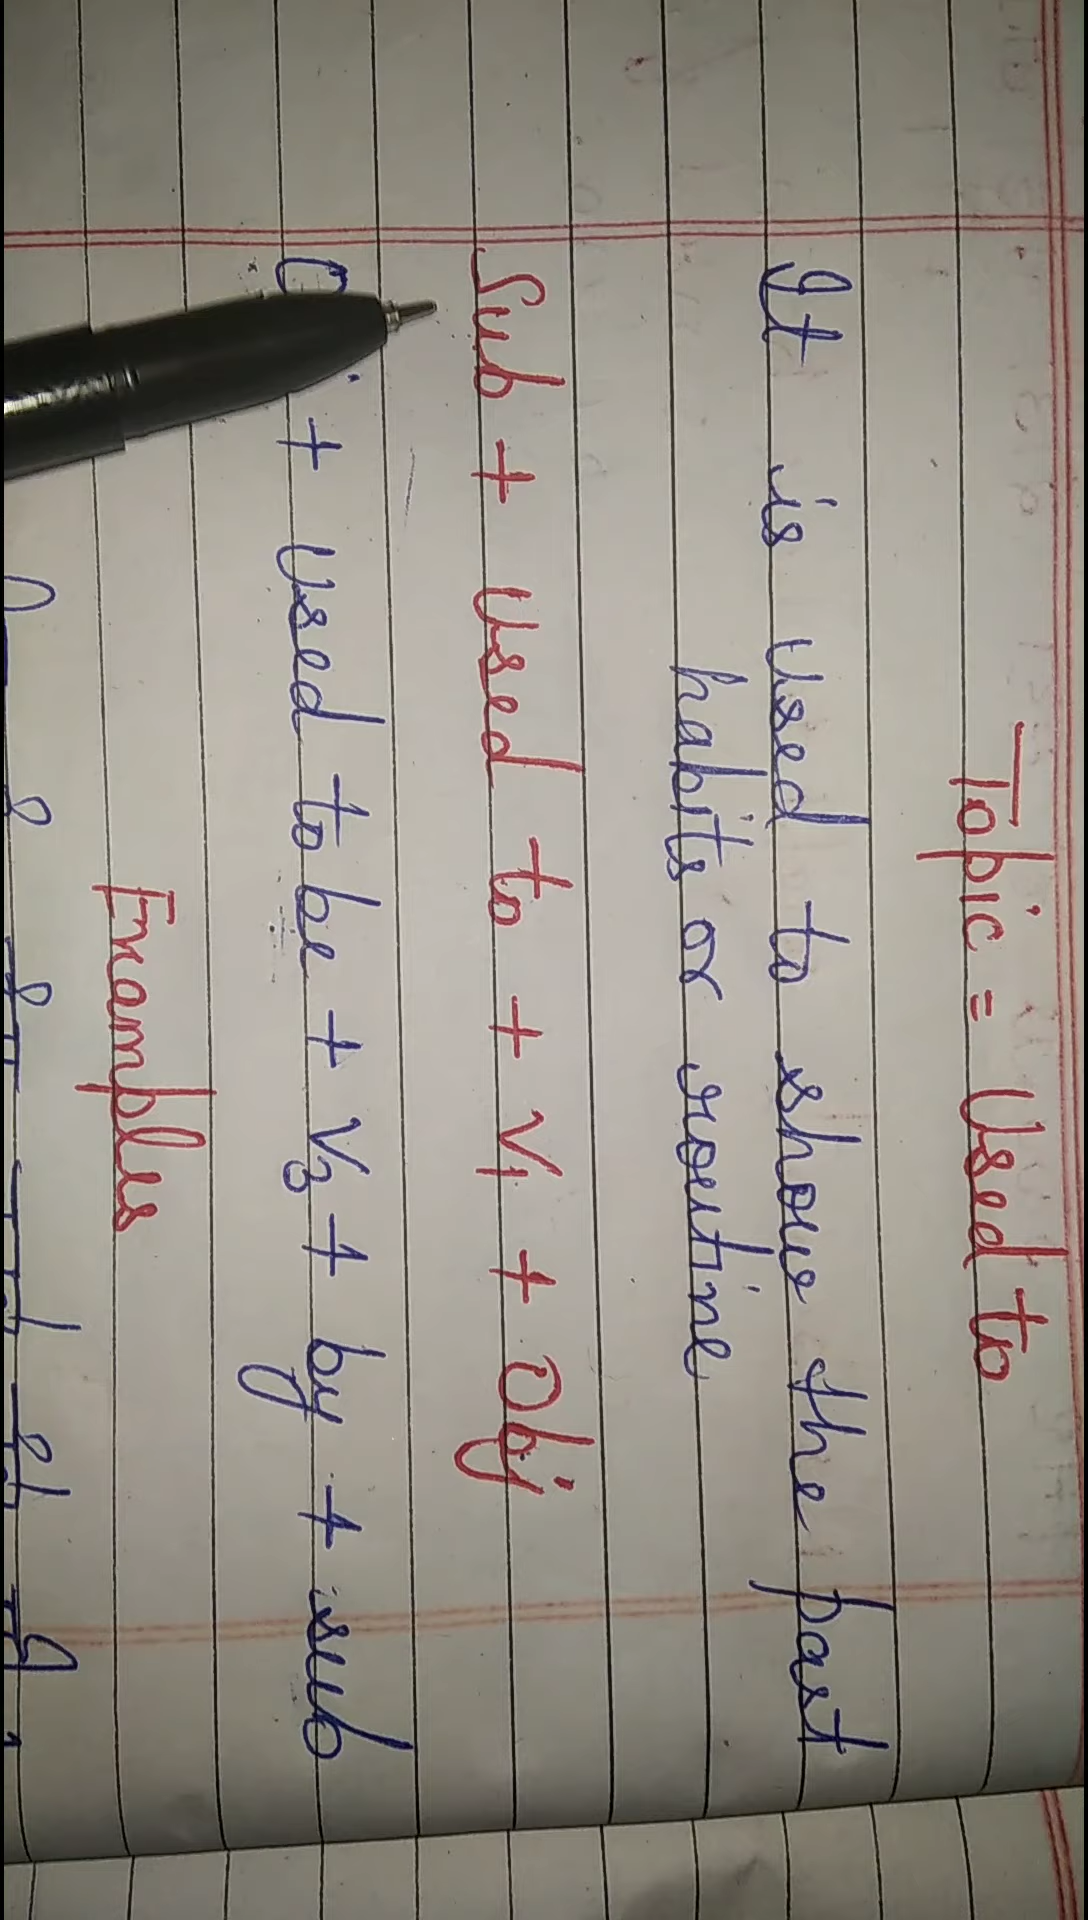 Topic = Used to
It is used to show the past
habits or routine
Sub + used to + V1 + Obj
+ used to be + V3 + by + sub
Examples